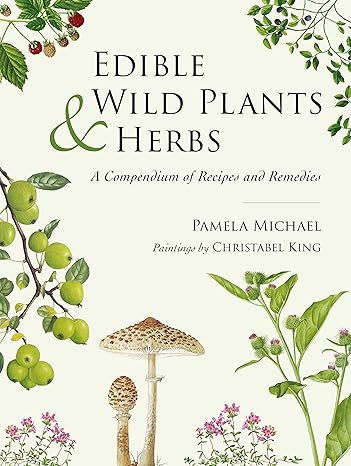 EDIBLE
WILD PLANTS
& HERBS
A Compendium of Recipes and Remedies
PAMELA MICHAEL
Paintings by CHRISTABEL KING